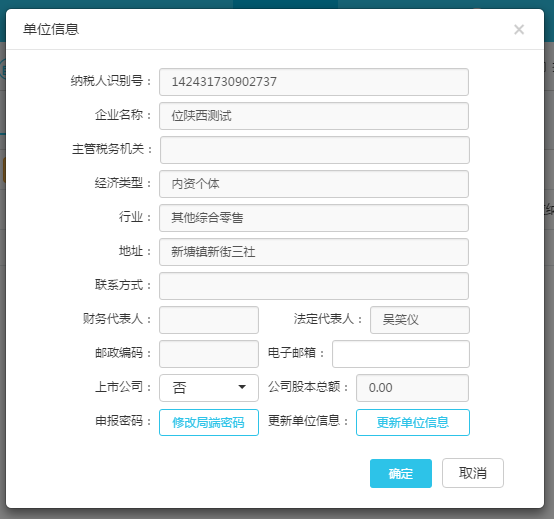 单位信息 ×
纳税人识别号： 142431730902737
企业名称： 位陕西测试
主管税务机关：
经济类型： 内资个体
行业： 其他综合零售
地址： 新塘镇新街三社
联系方式：
财务代表人： 法定代表人： 吴笑仪
邮政编码： 电子邮箱：
上市公司： 否 公司股本总额： 0.00
申报密码： 修改局端密码 更新单位信息： 更新单位信息
确定 取消